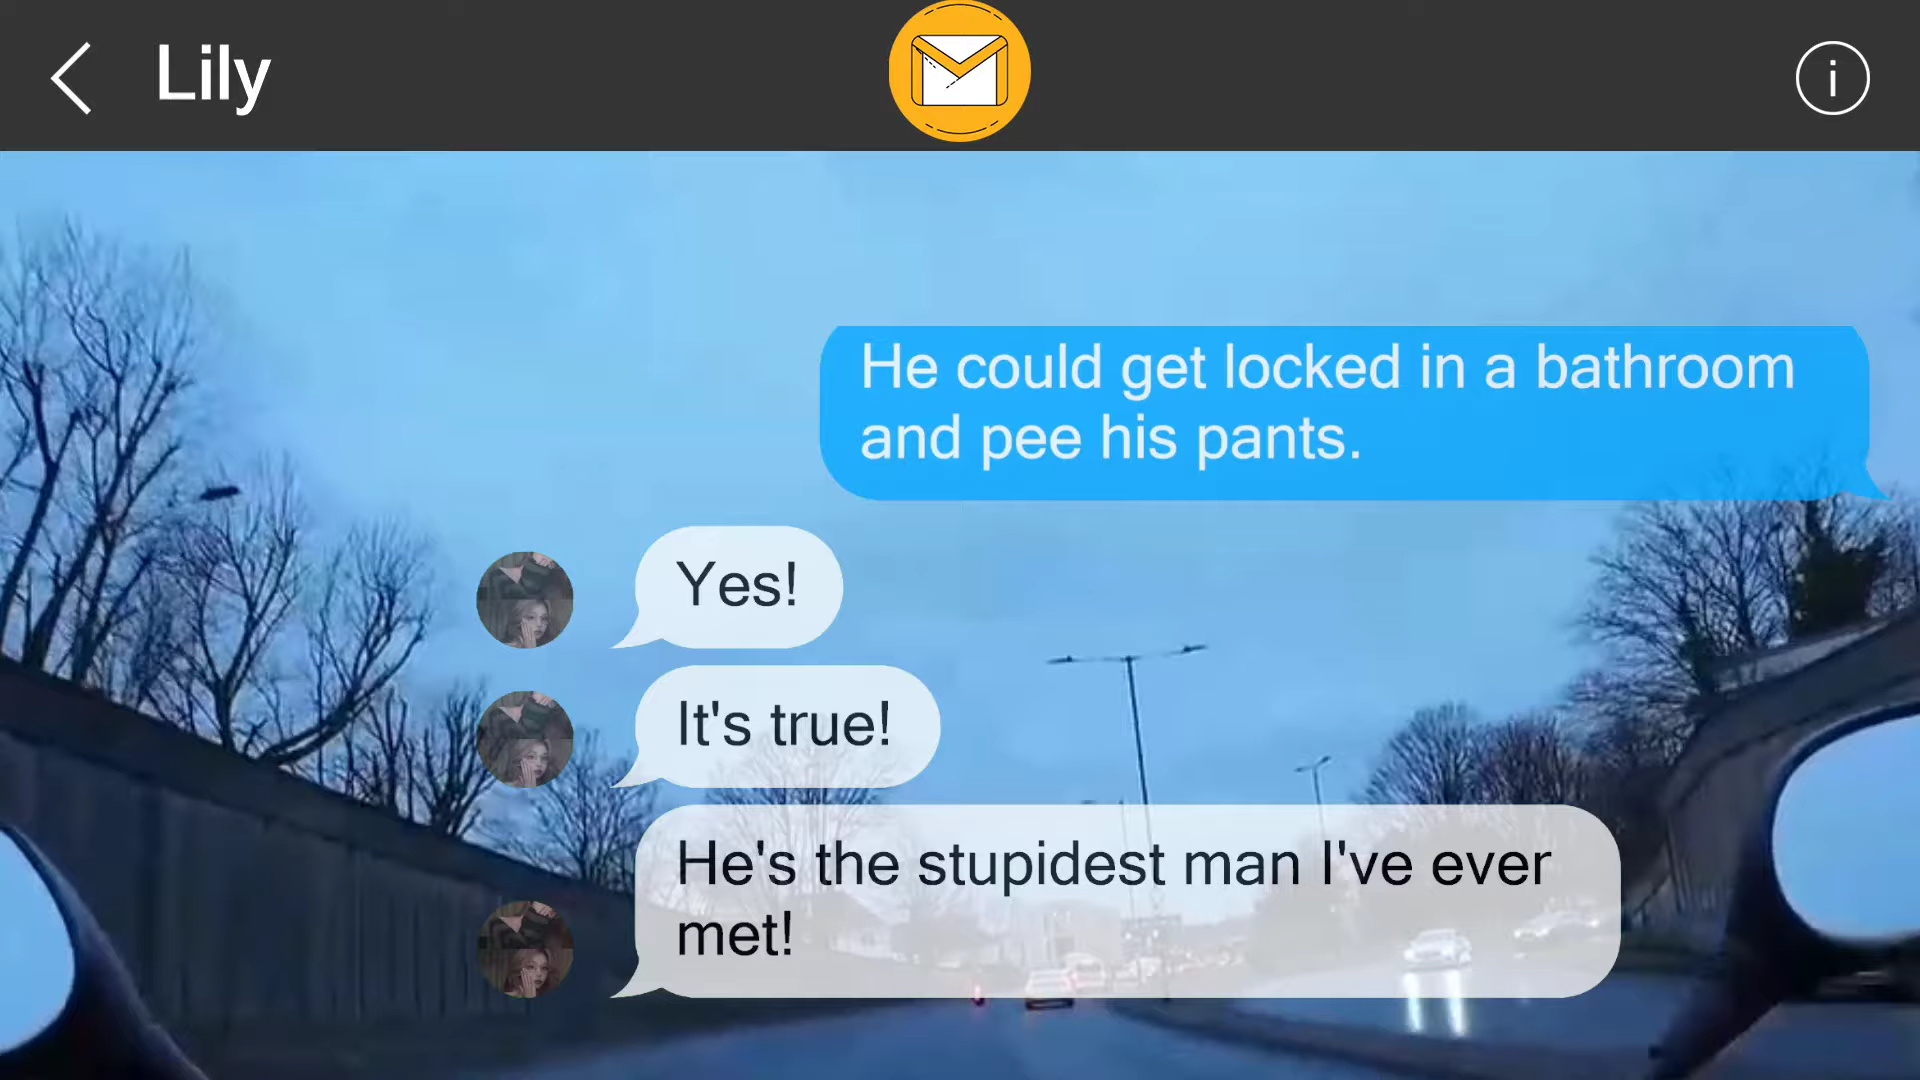 Lily
i
He could get locked in a bathroom
and pee his pants.
Yes!
It's true!
He's the stupidest man I've ever
met!